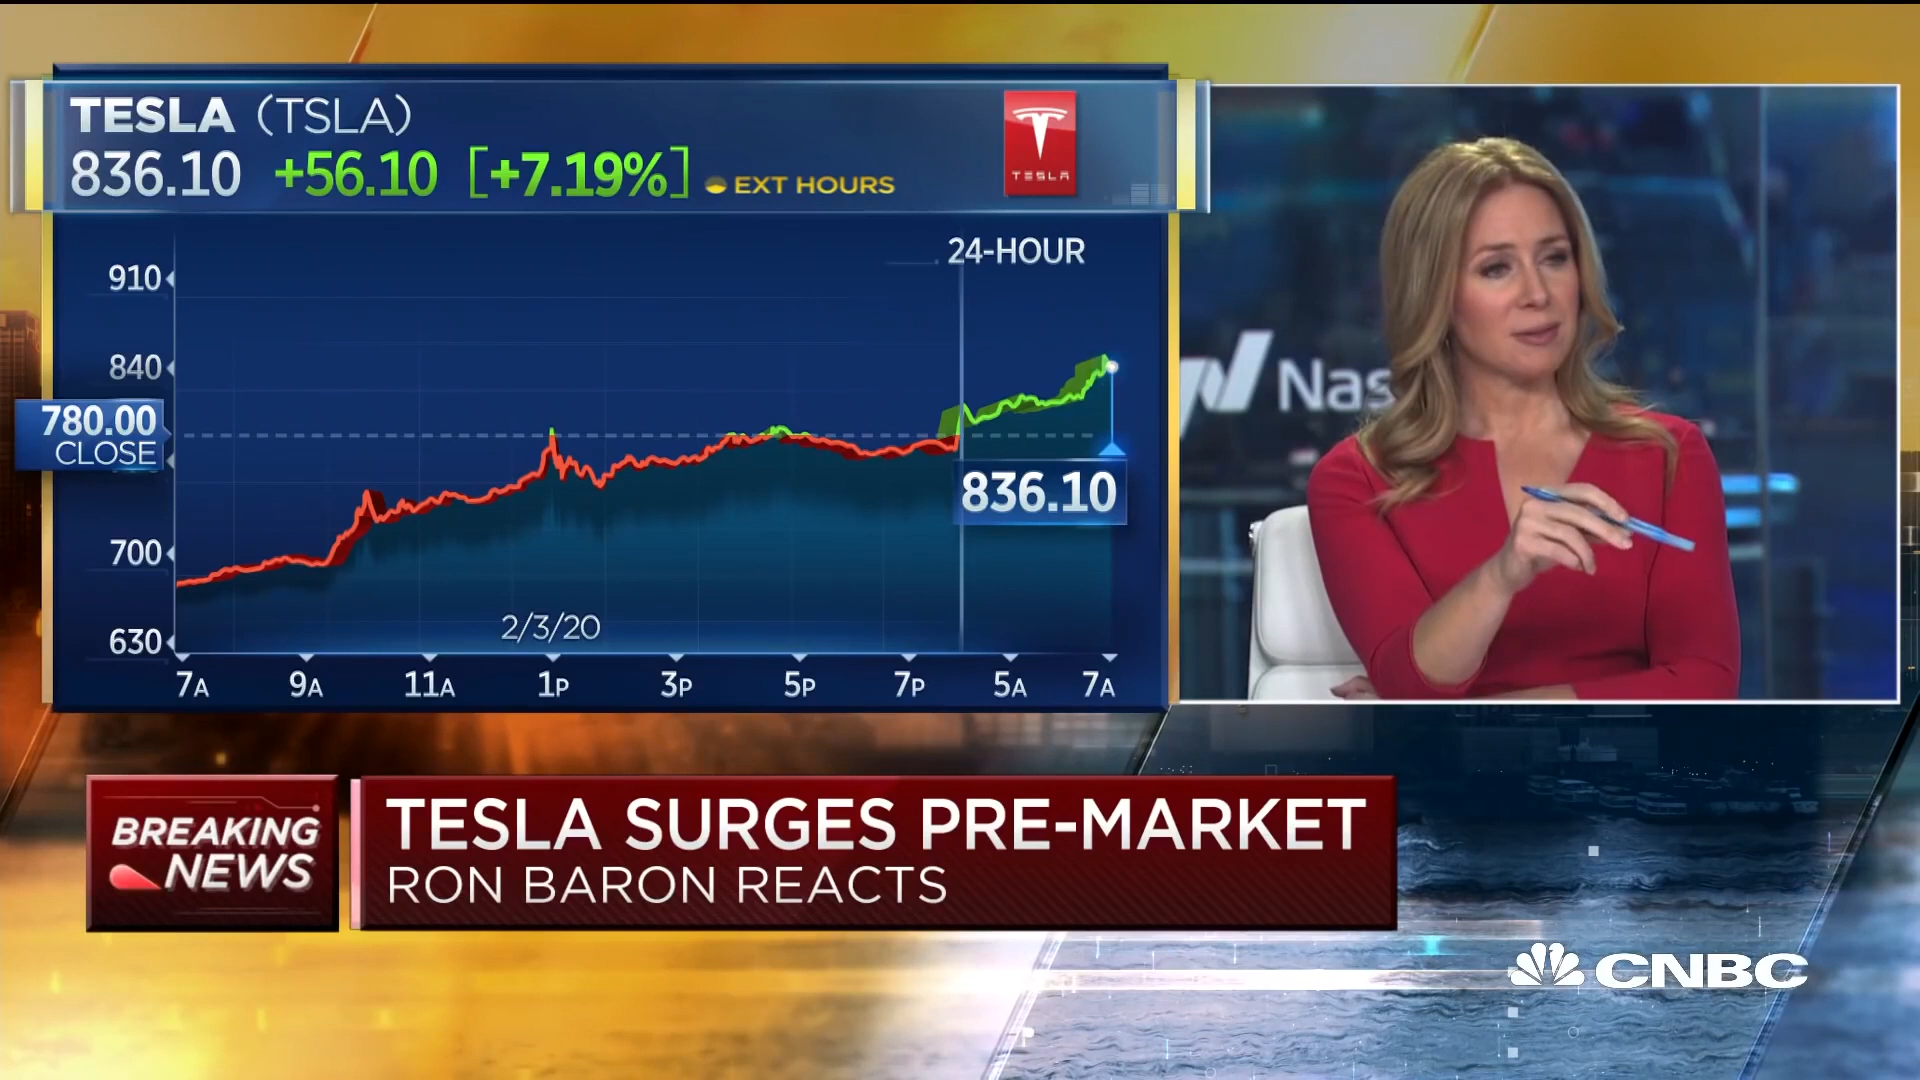 TESLA (TSLA)
836.10 +56.10 [+7.19%] EXT HOURS
TESLA
24-HOUR
910
840
780.00
CLOSE
700
630
836.10
2/3/20
7A 9A 11A 1P 3P 5P 7P 5A 7A
Nas
BREAKING
NEWS
TESLA SURGES PRE-MARKET
RON BARON REACTS
CNBC